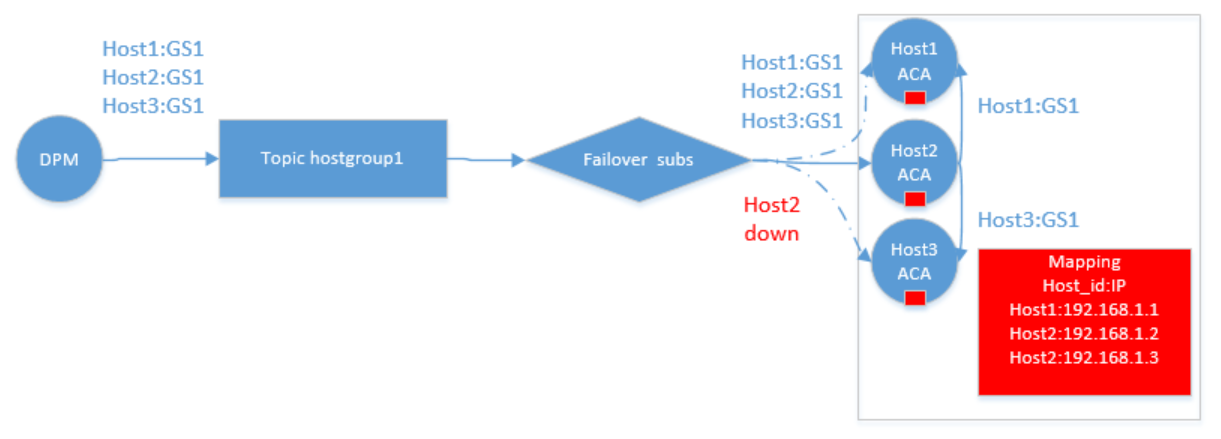 Host1:GS1
Host2:GS1
Host3:GS1
DPM
Topic hostgroup1
Failover subs
Host1:GS1
Host2:GS1
Host3:GS1
Host2
down
Host1
ACA
Host2
ACA
Host3
ACA
Host1:GS1
Host3:GS1
Mapping
Host_id:IP
Host1:192.168.1.1
Host2:192.168.1.2
Host2:192.168.1.3